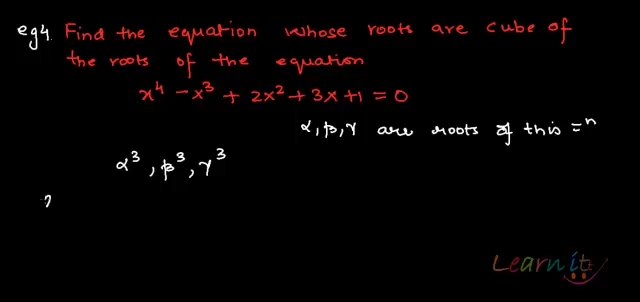 eg4. Find the equation whose roots are cube of
the roots of the equation
x⁴ - x³ + 2x² + 3x + 1 = 0
α, β, γ are roots of this =ⁿ
α³, β³, γ³
Learnit